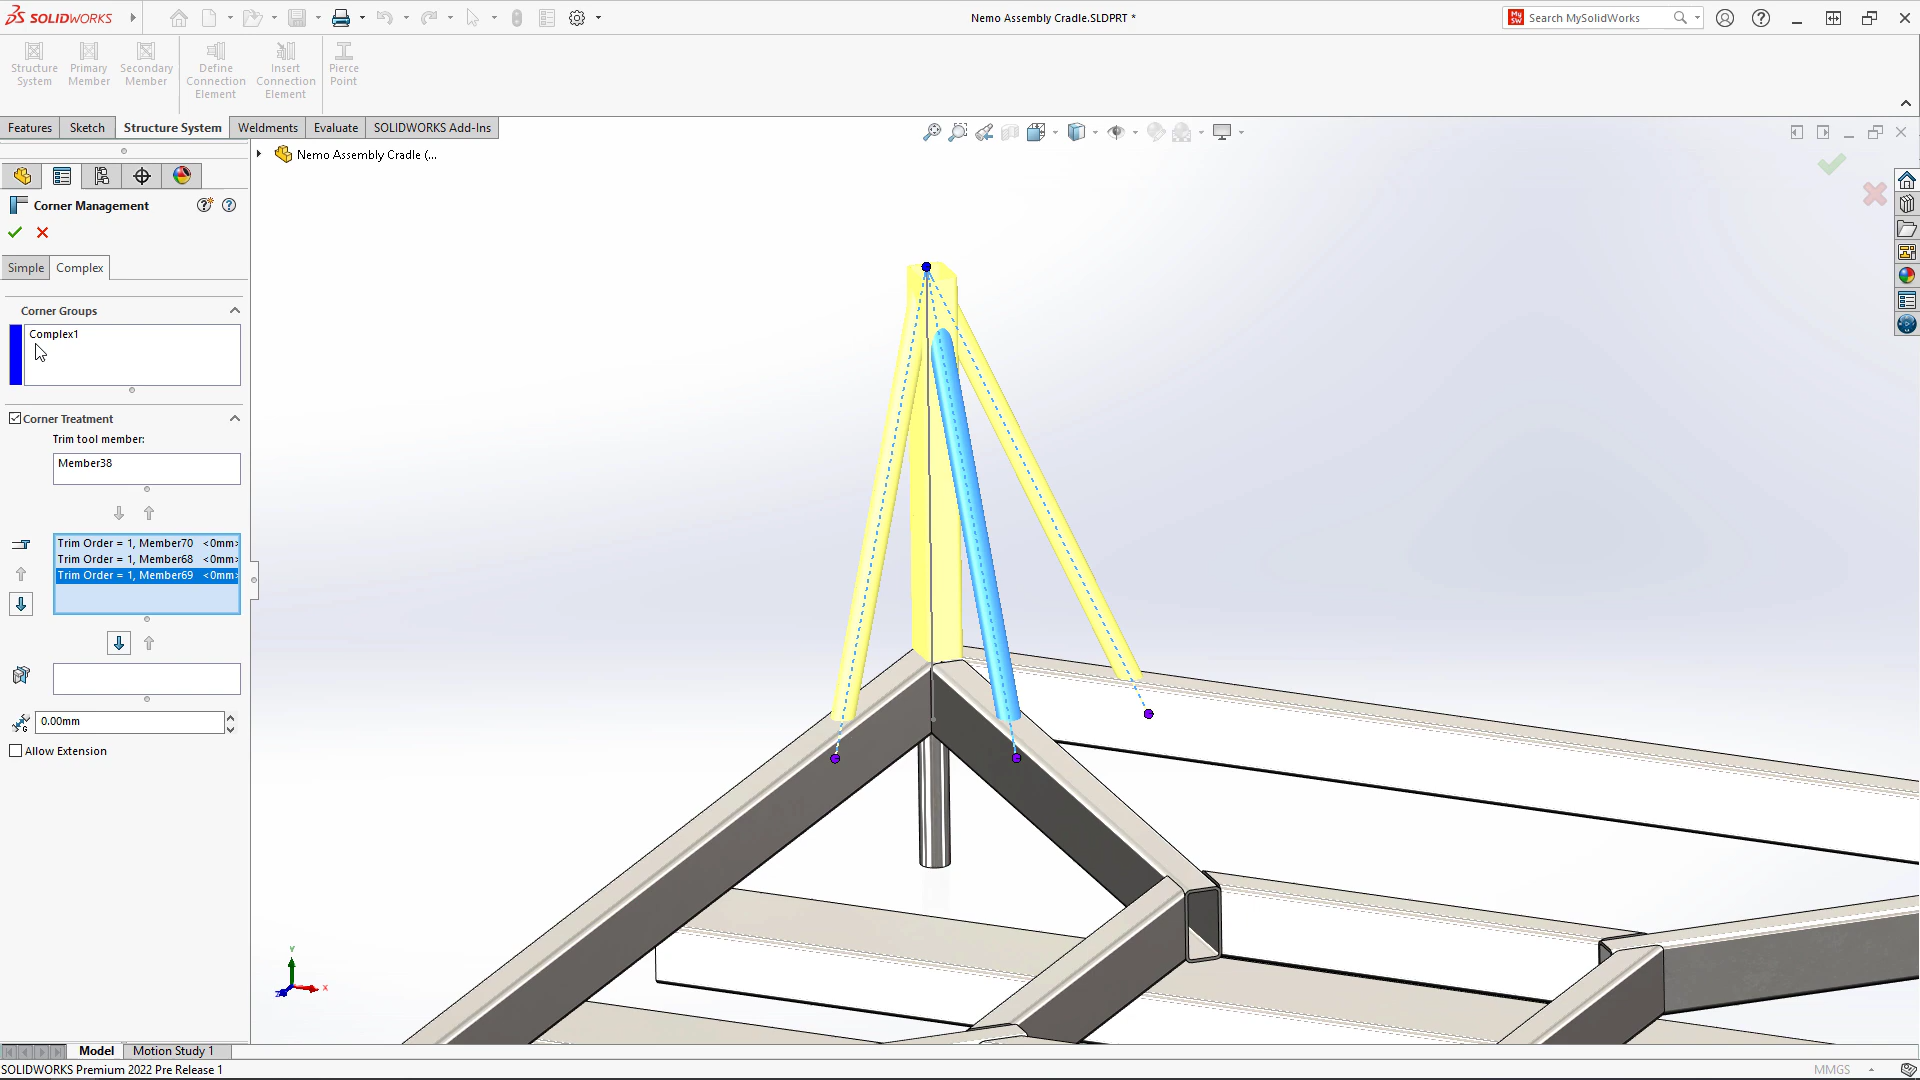 SOLIDWORKS
Nemo Assembly Cradle.SLDPRT *
Search MySolidWorks
Structure System
Primary Member
Secondary Member
Define Connection Element
Insert Connection Element
Pierce Point
Features
Sketch
Structure System
Weldments
Evaluate
SOLIDWORKS Add-Ins
Nemo Assembly Cradle (...
Corner Management
Simple
Complex
Corner Groups
Complex1
Corner Treatment
Trim tool member:
Member38
Trim Order = 1, Member70 <0mm>
Trim Order = 1, Member68 <0mm>
Trim Order = 1, Member69 <0mm>
0.00mm
Allow Extension
Y
X
Z
Model
Motion Study 1
SOLIDWORKS Premium 2022 Pre Release 1
MMGS